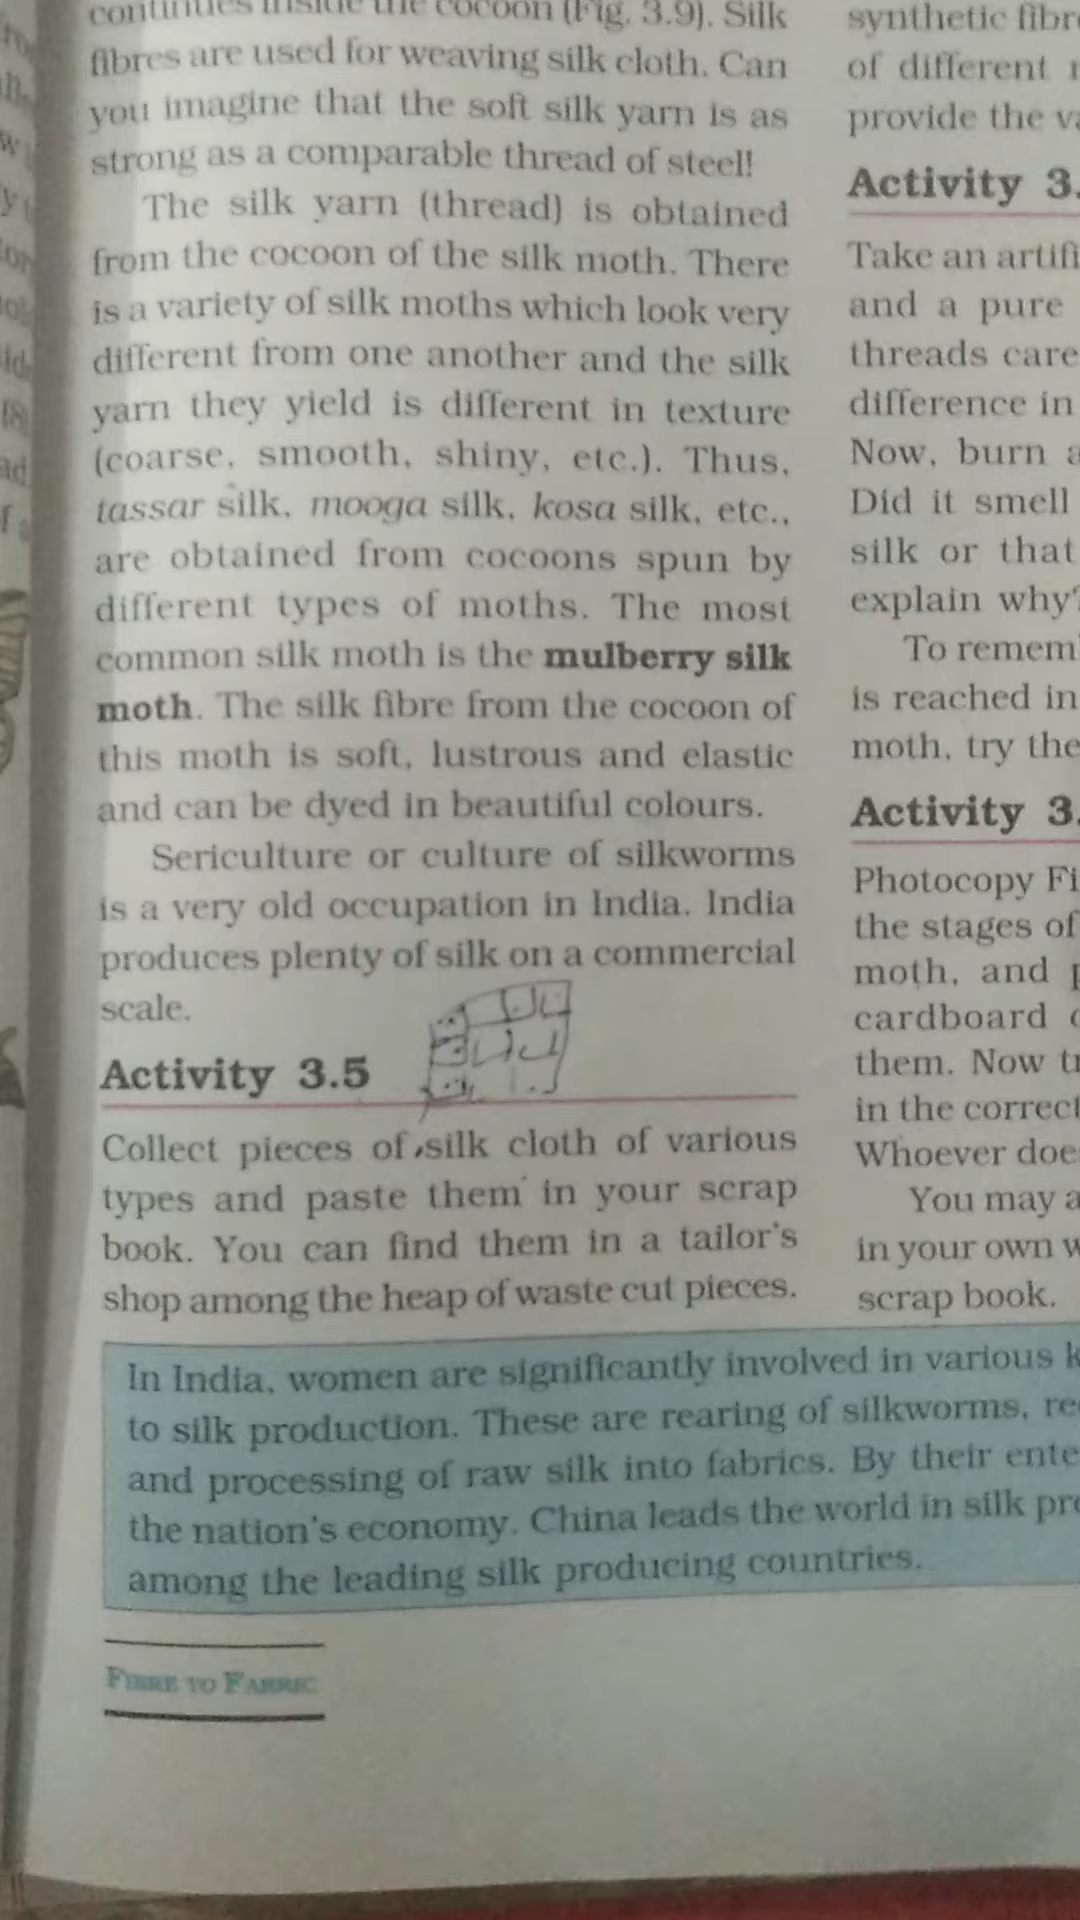 continues inside the cocoon (Fig. 3.9). Silk
fibres are used for weaving silk cloth. Can
you imagine that the soft silk yarn is as
strong as a comparable thread of steel!
The silk yarn (thread) is obtained
from the cocoon of the silk moth. There
is a variety of silk moths which look very
different from one another and the silk
yarn they yield is different in texture
(coarse, smooth, shiny, etc.). Thus,
tassar silk, mooga silk, kosa silk, etc.,
are obtained from cocoons spun by
different types of moths. The most
common silk moth is the mulberry silk
moth. The silk fibre from the cocoon of
this moth is soft, lustrous and elastic
and can be dyed in beautiful colours.
Sericulture or culture of silkworms
is a very old occupation in India. India
produces plenty of silk on a commercial
scale.
Activity 3.5
Collect pieces of silk cloth of various
types and paste them in your scrap
book. You can find them in a tailor's
shop among the heap of waste cut pieces.
synthetic
of different
provide the
Activity 3.
Take an
and a pure
threads
difference in
Now, burn
Did it smell
silk or that
explain why?
To
is reached in
moth, try the
Activity 3.
Photocopy
the stages of
moth, and
cardboard
them. Now
in the correct
Whoever
You may
in your own
scrap book.
In India, women are significantly involved in various
to silk production. These are rearing of silkworms,
and processing of raw silk into fabrics. By their
the nation's economy. China leads the world in silk
among the leading silk producing countries.
FIBRE TO FABRIC